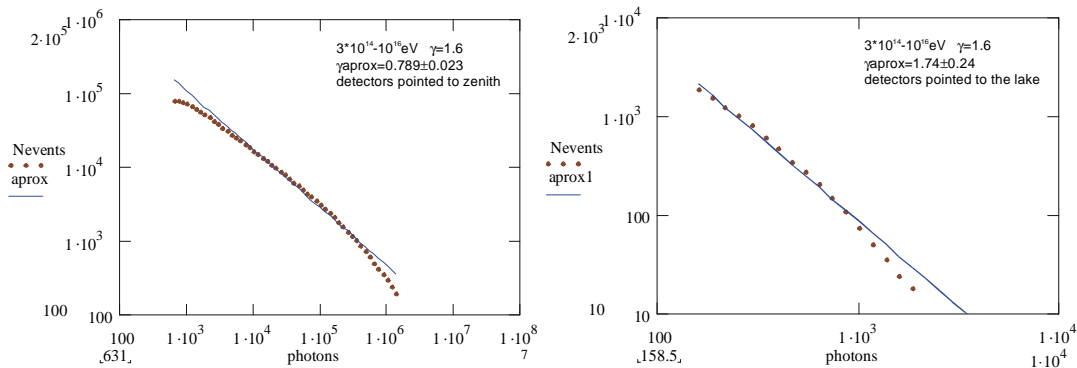 1·10⁶
2·10⁵
3*10¹⁴-10¹⁶eV γ=1.6
γaprox=0.789±0.023
detectors pointed to zenith
1·10⁵
Nevents
aprox
1·10⁴
1·10³
100
100
100
1·10³
1·10⁴
1·10⁵
1·10⁶
1·10⁷
1·10⁸
631
photons
7
1·10⁴
2·10³
3*10¹⁴-10¹⁶eV γ=1.6
γaprox=1.74±0.24
detectors pointed to the lake
1·10³
Nevents
aprox1
100
10
10
100
1·10³
1·10⁴
158.5
photons
1·10⁴